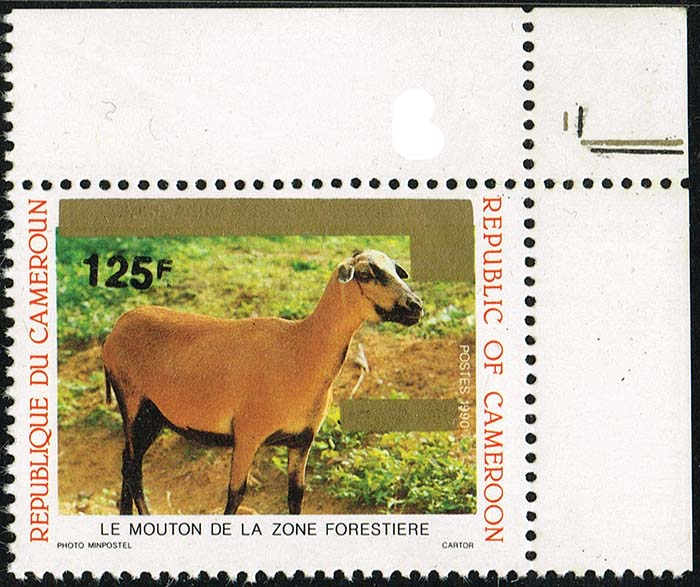 REPUBLIQUE DU CAMEROUN
REPUBLIC OF CAMEROON
125F
POSTES 1990
LE MOUTON DE LA ZONE FORESTIERE
PHOTO MINPOSTEL
CARTOR